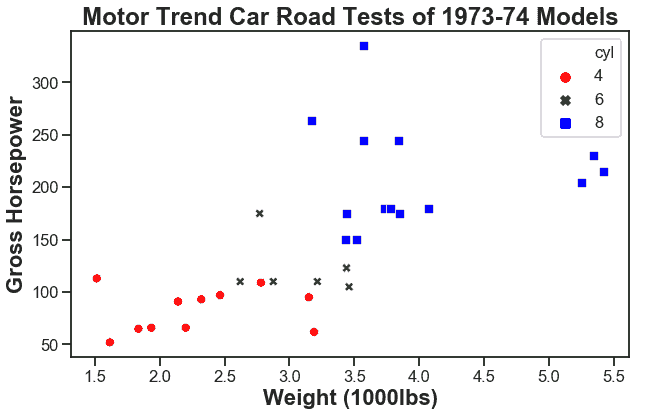 Motor Trend Car Road Tests of 1973-74 Models
cyl
4
6
8
Gross Horsepower
300
250
200
150
100
50
1.5 2.0 2.5 3.0 3.5 4.0 4.5 5.0 5.5
Weight (1000lbs)